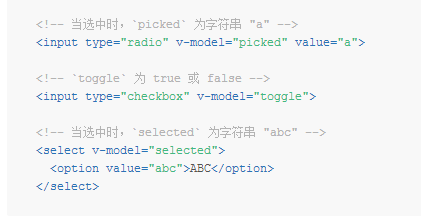 <!-- 当选中时，`picked` 为字符串 "a" -->
<input type="radio" v-model="picked" value="a">
<!-- `toggle` 为 true 或 false -->
<input type="checkbox" v-model="toggle">
<!-- 当选中时，`selected` 为字符串 "abc" -->
<select v-model="selected">
  <option value="abc">ABC</option>
</select>